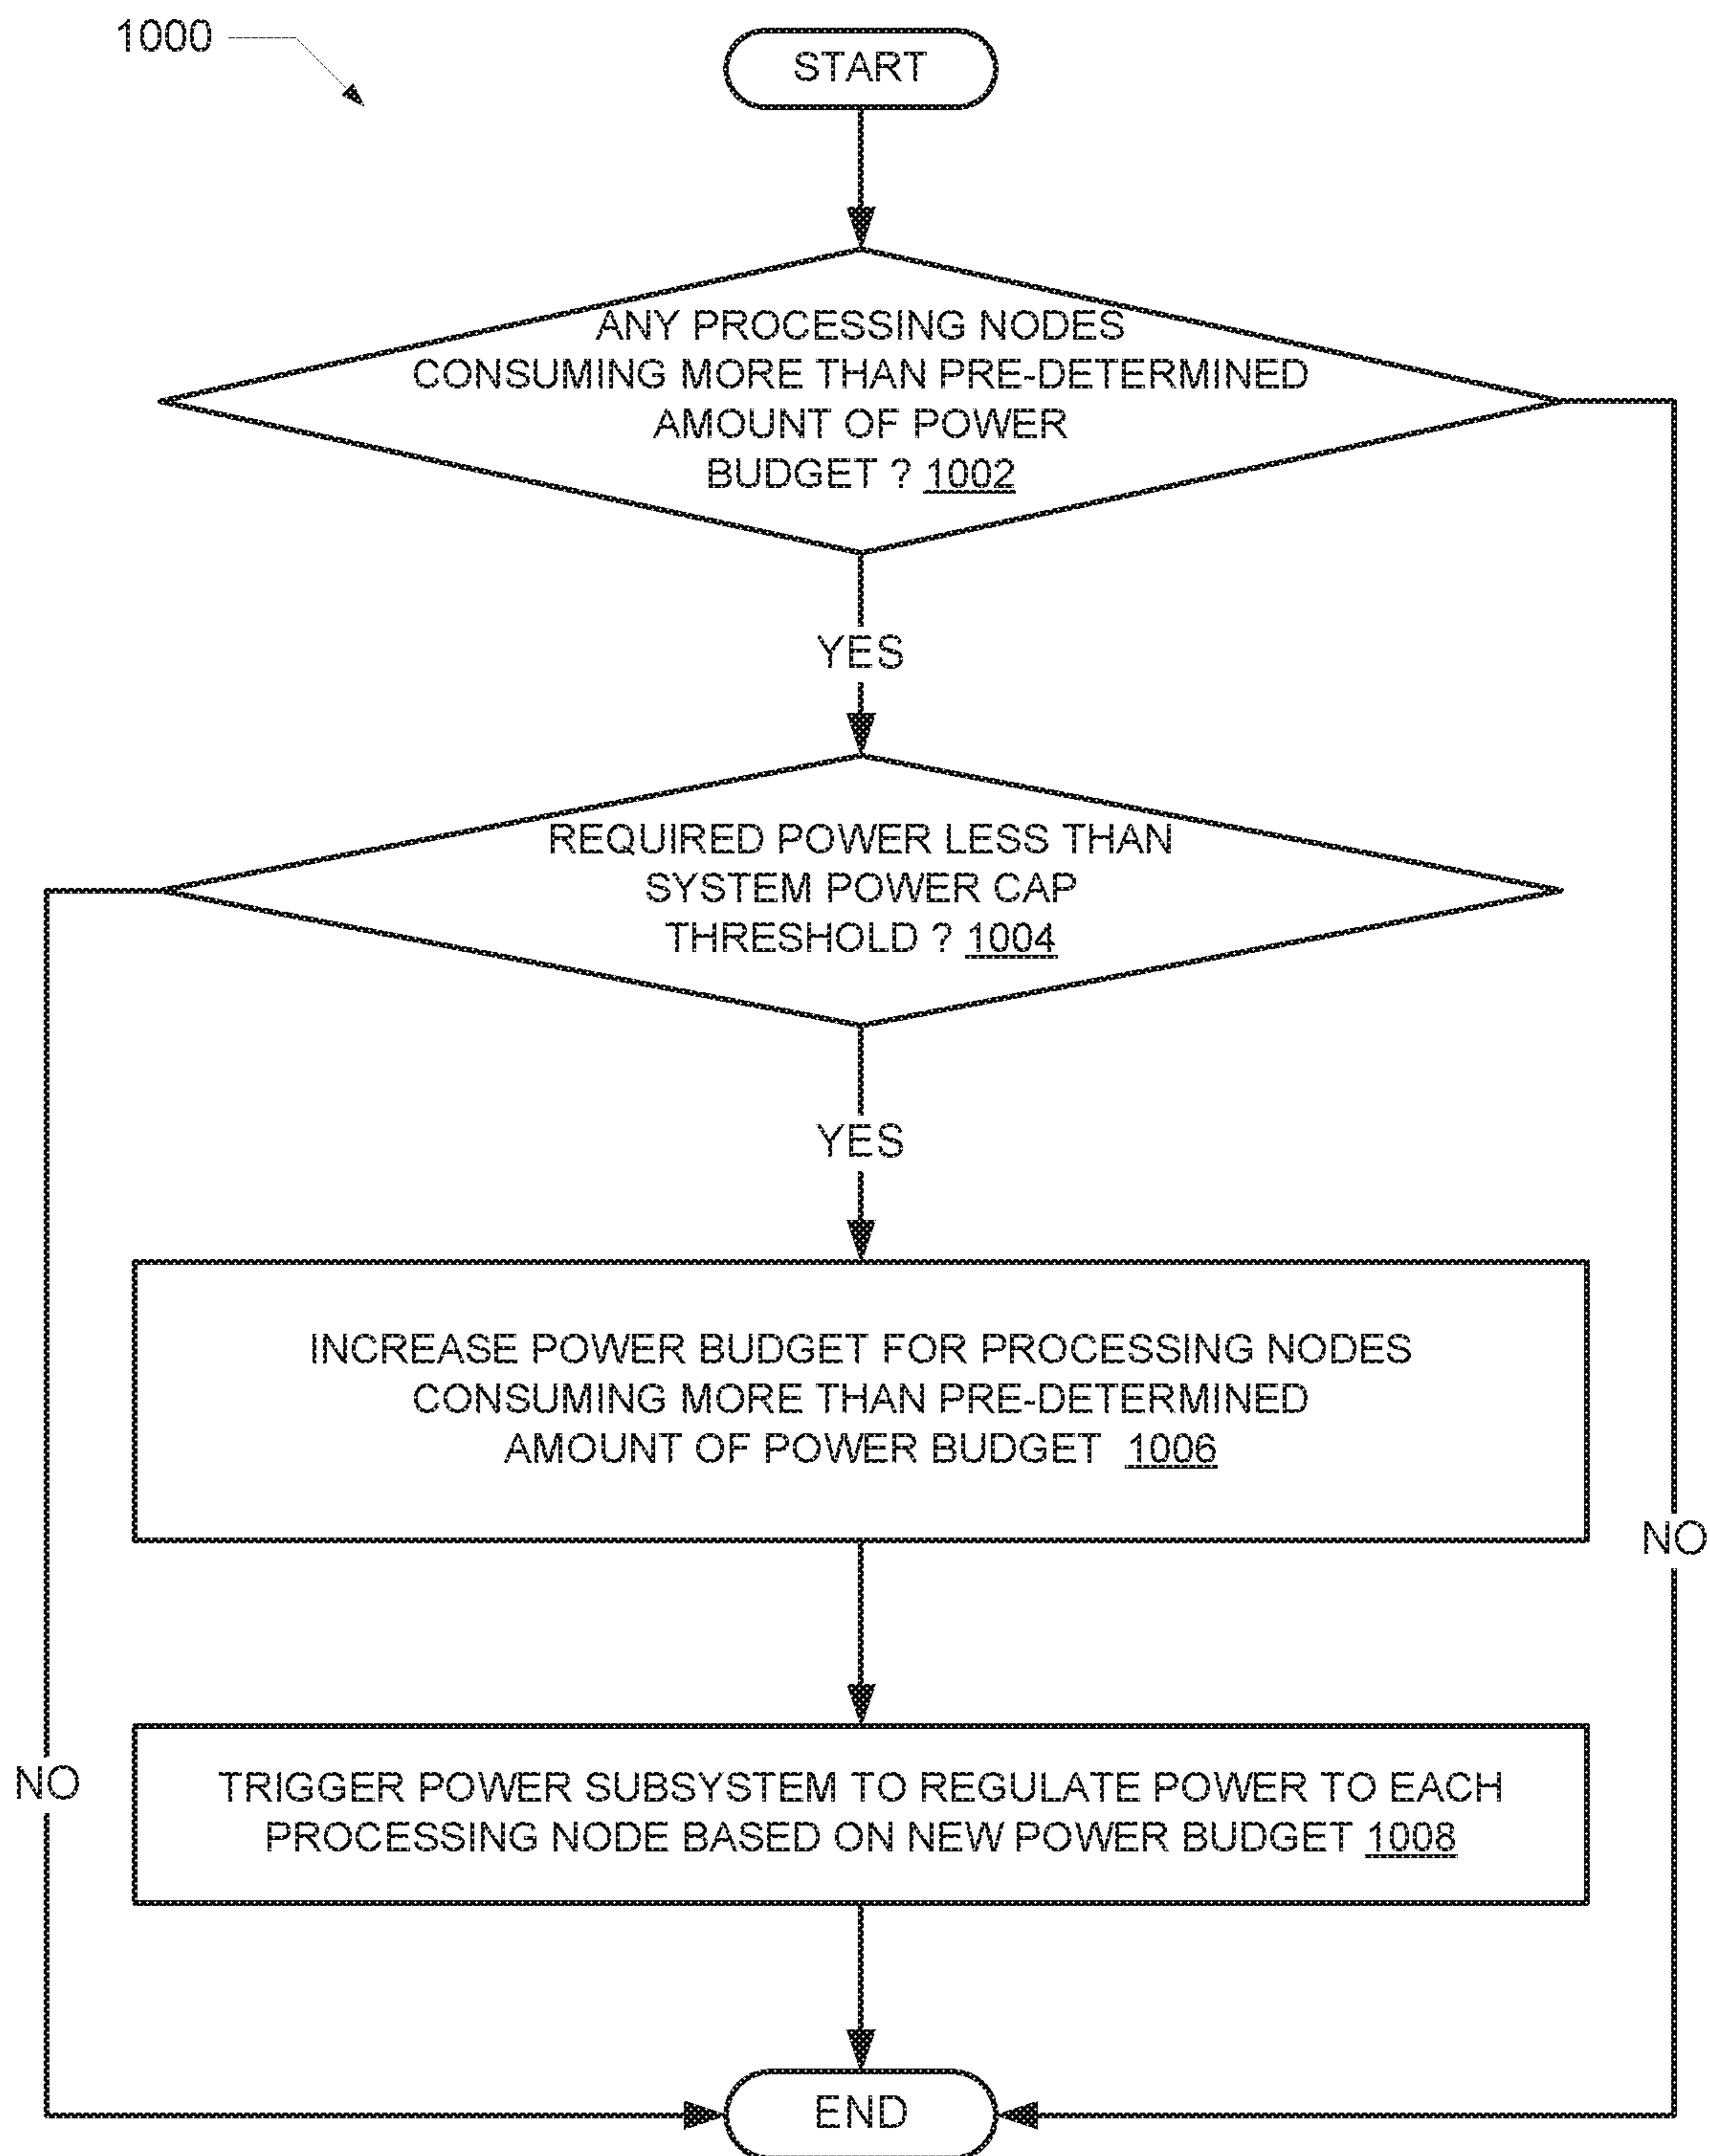 1000
START
ANY PROCESSING NODES
CONSUMING MORE THAN PRE-DETERMINED
AMOUNT OF POWER
BUDGET ? 1002
YES
REQUIRED POWER LESS THAN
SYSTEM POWER CAP
THRESHOLD ? 1004
YES
INCREASE POWER BUDGET FOR PROCESSING NODES
CONSUMING MORE THAN PRE-DETERMINED
AMOUNT OF POWER BUDGET 1006
NO
NO
TRIGGER POWER SUBSYSTEM TO REGULATE POWER TO EACH
PROCESSING NODE BASED ON NEW POWER BUDGET 1008
END